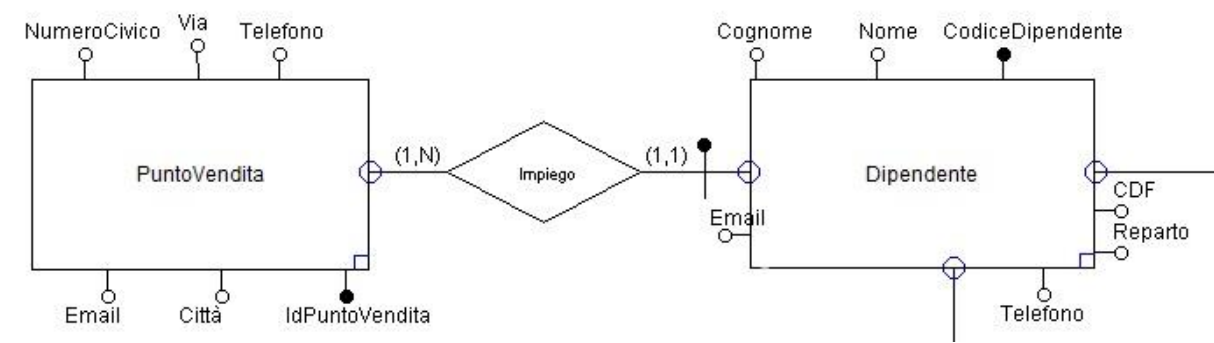 NumeroCivico Via Telefono
Cognome Nome CodiceDipendente
PuntoVendita
(1,N)
Impiego
(1,1)
Dipendente
CDF
Email
Reparto
Email Città IdPuntoVendita
Telefono